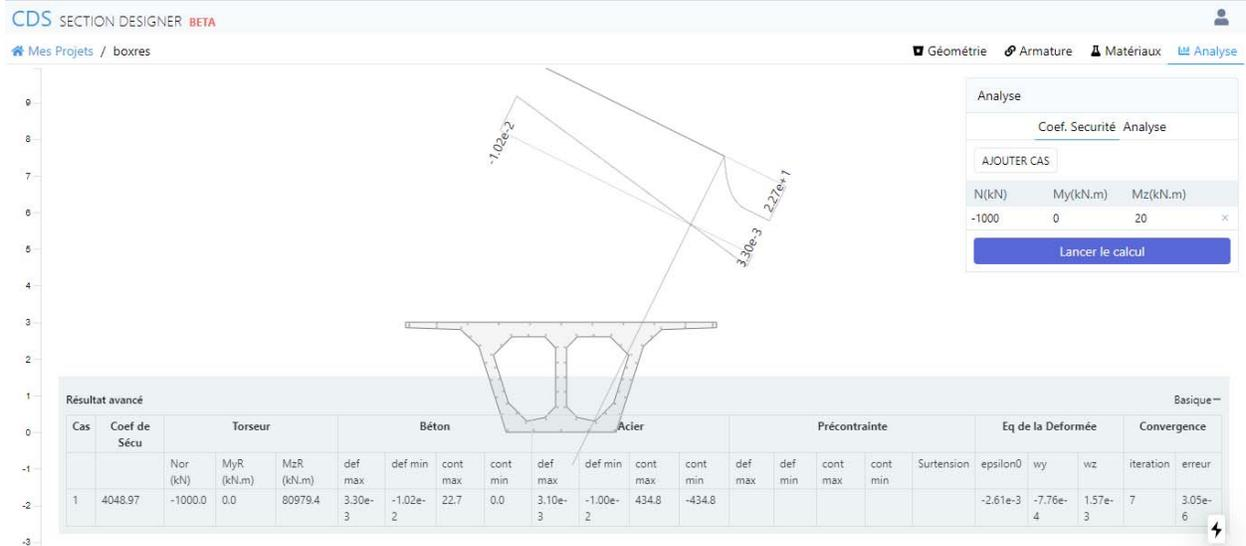 CDS SECTION DESIGNER BETA
Mes Projets / boxres
Géométrie Armature Matériaux Analyse
Analyse
Coef. Securité Analyse
AJOUTER CAS
N(kN) My(kN.m) Mz(kN.m)
-1000 0 20 ×
Lancer le calcul
9
8
7
6
5
4
3
2
1
0
-1
-2
-3
-1.02e-2
2.27e+1
3.30e-3
Résultat avancé Basique−
Cas Coef de Sécu Torseur Béton Acier Précontrainte Eq de la Deformée Convergence
Nor (kN) MyR (kN.m) MzR (kN.m) def max def min cont max cont min def max def min cont max cont min def max def min cont max cont min Surtension epsilon0 wy wz iteration erreur
1 4048.97 -1000.0 0.0 80979.4 3.30e-3 -1.02e-2 22.7 0.0 3.10e-3 -1.00e-2 434.8 -434.8 -2.61e-3 -7.76e-4 1.57e-3 7 3.05e-6